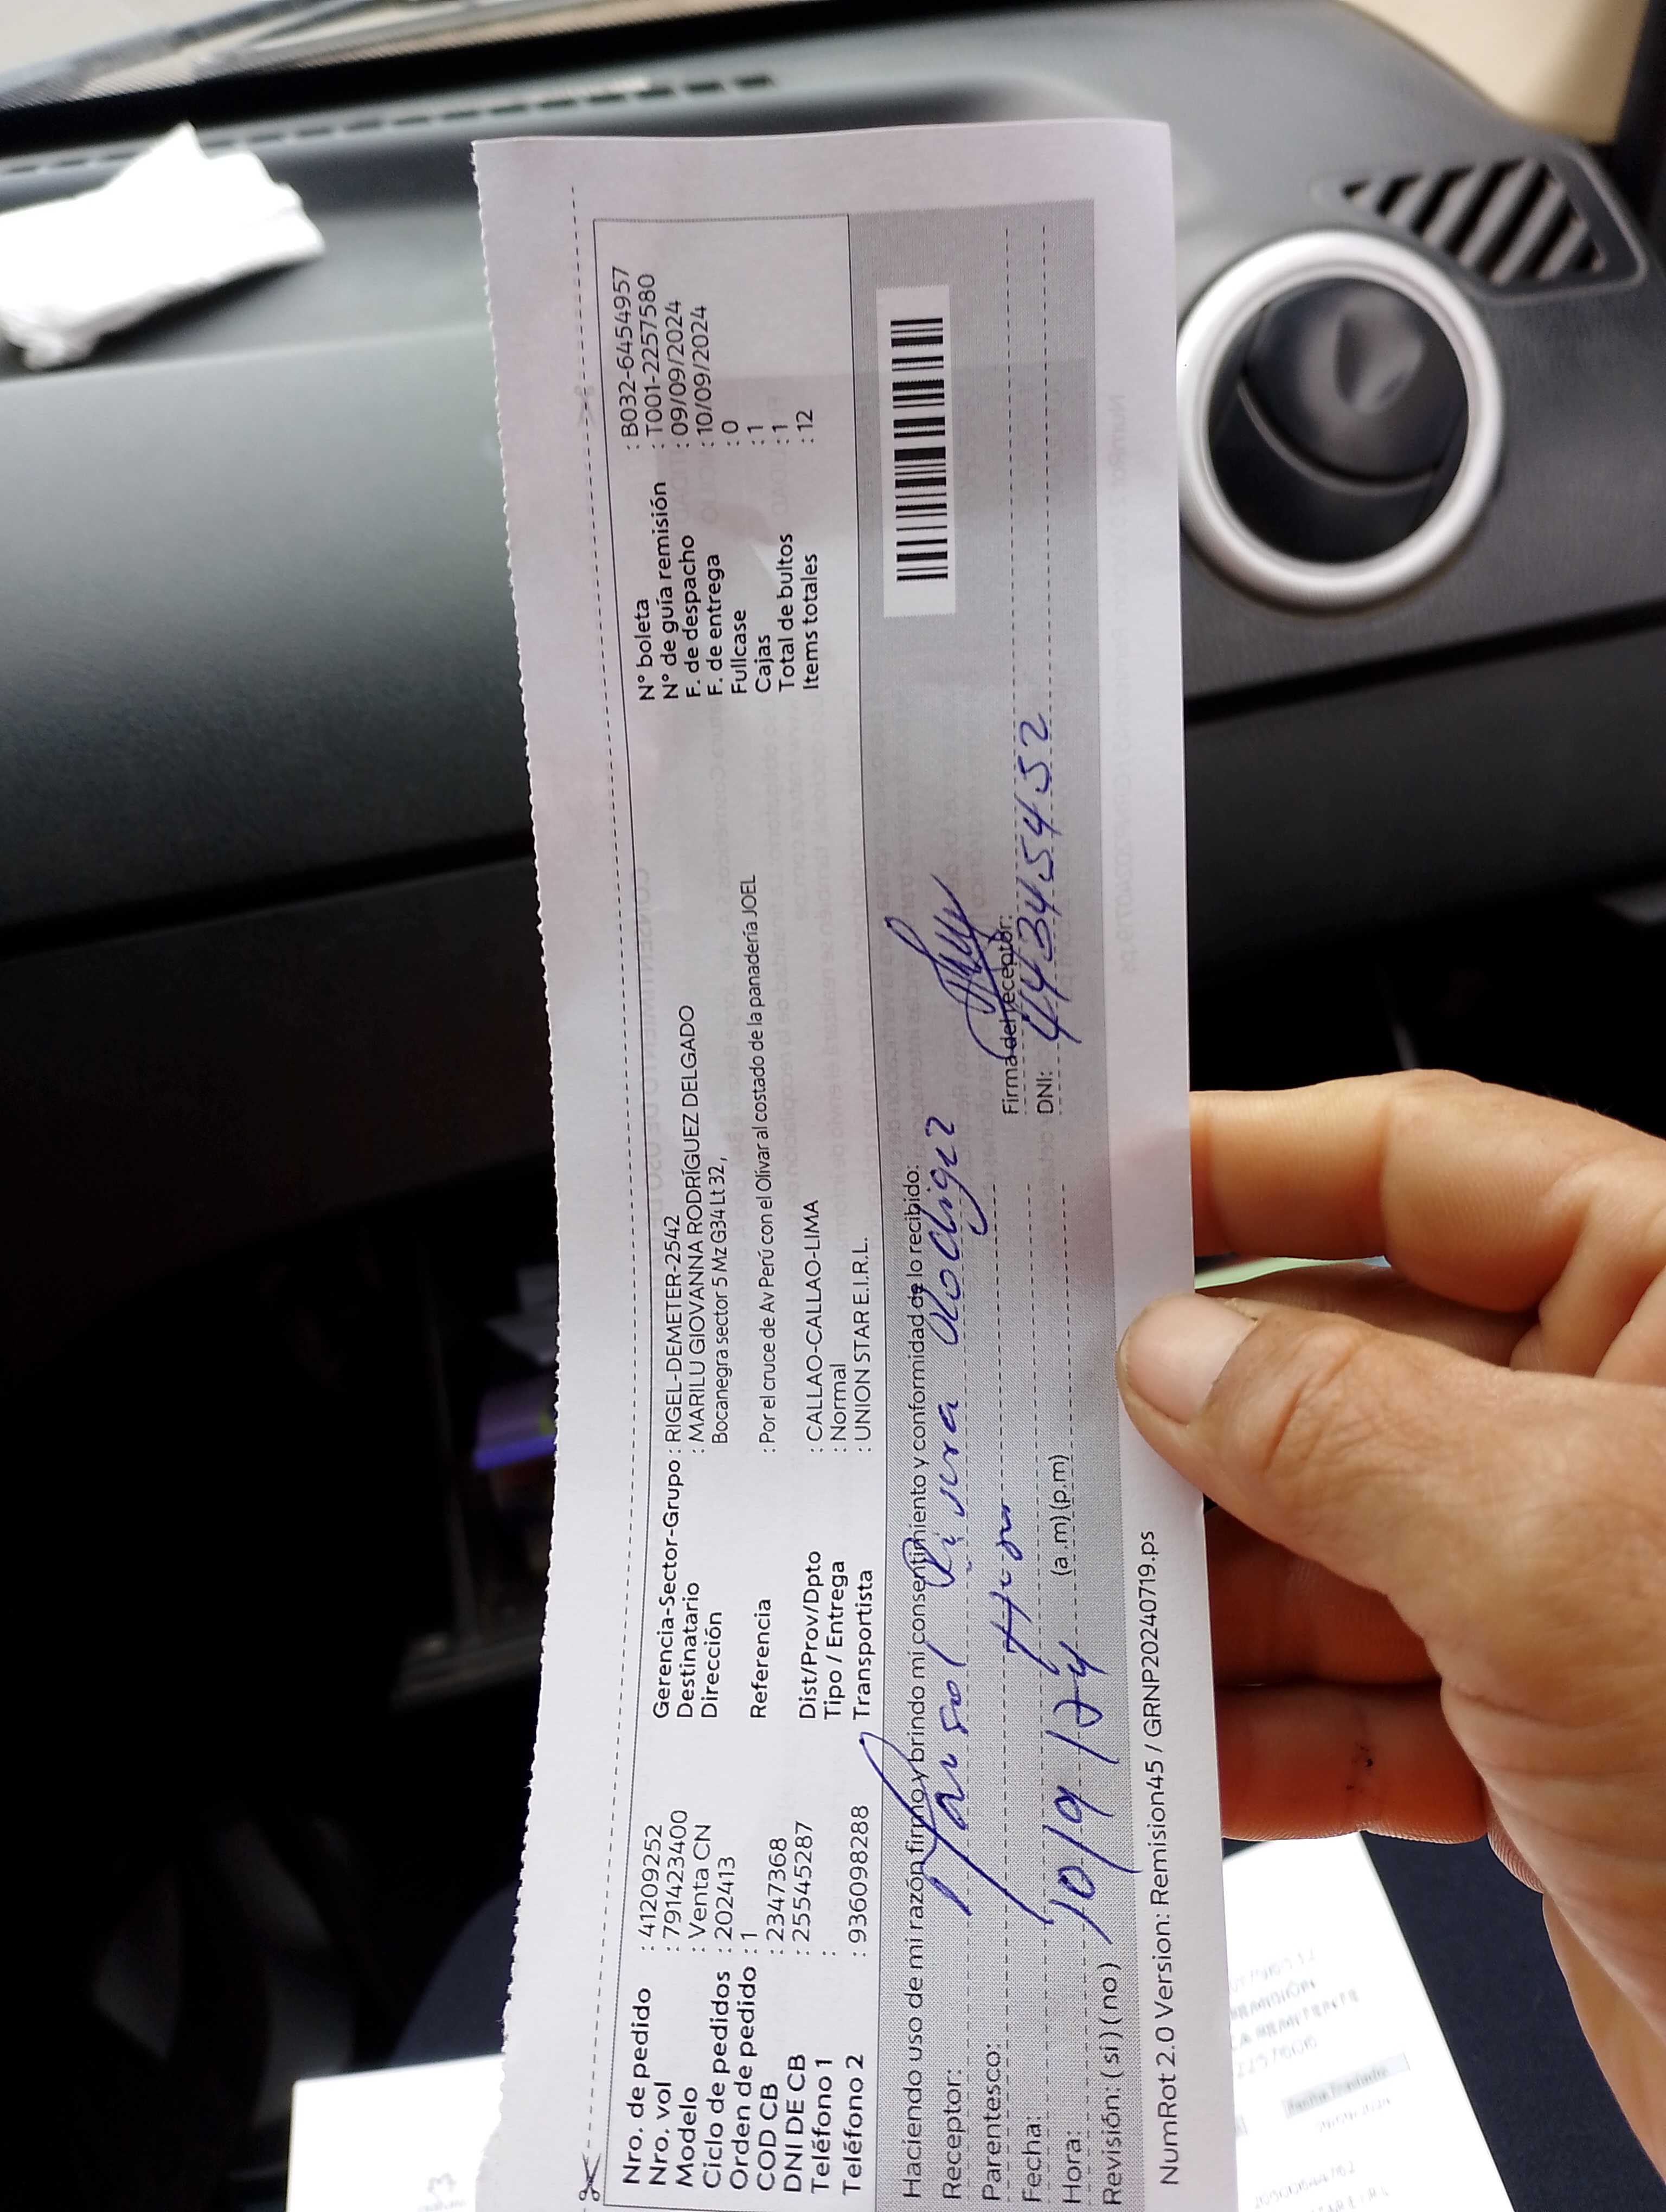 Nro. de pedido : 41209252
Nro. vol : 7914223400
Modelo : Venta CN
Ciclo de pedidos : 202413
Orden de pedido : 1
COD CB : 2347368
DNI DE CB : 25545287
Teléfono 1 :
Teléfono 2 : 936098288
Gerencia-Sector-Grupo : RIGEL-DEMETER-2542
Destinatario : MARILU GIOVANNA RODRÍGUEZ DELGADO
Dirección Bocanegra sector 5 Mz G34 Lt 32,
Referencia : Por el cruce de Av Perú con el Olivar al costado de la panadería JOEL
Dist/Prov/Dpto : CALLAO-CALLAO-LIMA
Tipo / Entrega : Normal
Transportista : UNION STAR E.I.R.L.
N° boleta : B032-6454957
N° de guía remisión : T001-2257580
F. de despacho : 09/09/2024
F. de entrega : 10/09/2024
Fullcase : 0
Cajas : 1
Total de bultos : 1
Items totales : 12
Haciendo uso de mi razón firmo y brindo mi consentimiento y conformidad de lo recibido:
Receptor: Marisol Rivera
Parentesco:
Fecha: 10/9/24
Hora: (a.m) (p.m)
Revisión: ( si ) ( no )
Firma del receptor:
DNI: 44345452
NumRot 2.0 Version: Remision45 / GRNP20240719.ps